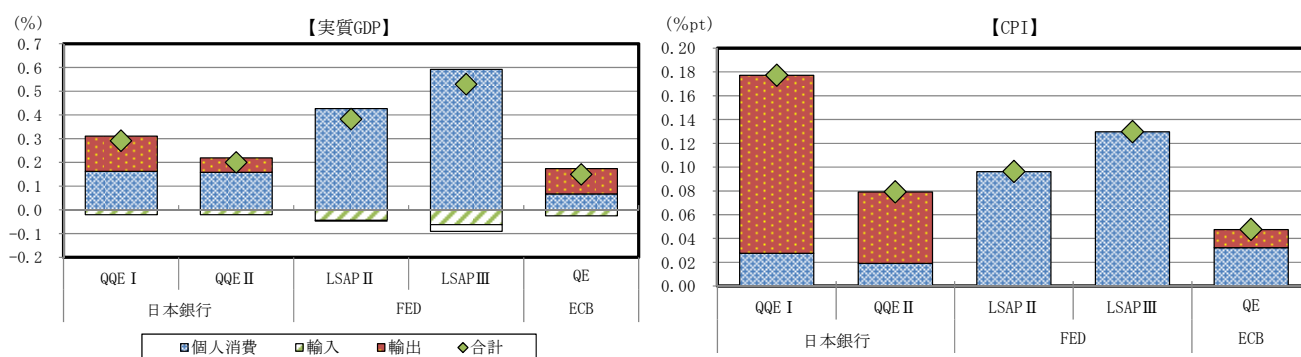 (%)
【実質GDP】
0.7
0.6
0.5
0.4
0.3
0.2
0.1
0.0
-0.1
-0.2
QQEⅠ QQEⅡ LSAPⅡ LSAPⅢ QE
日本銀行 FED ECB
個人消費 輸入 輸出 合計
(%pt)
【CPI】
0.20
0.18
0.16
0.14
0.12
0.10
0.08
0.06
0.04
0.02
0.00
QQEⅠ QQEⅡ LSAPⅡ LSAPⅢ QE
日本銀行 FED ECB